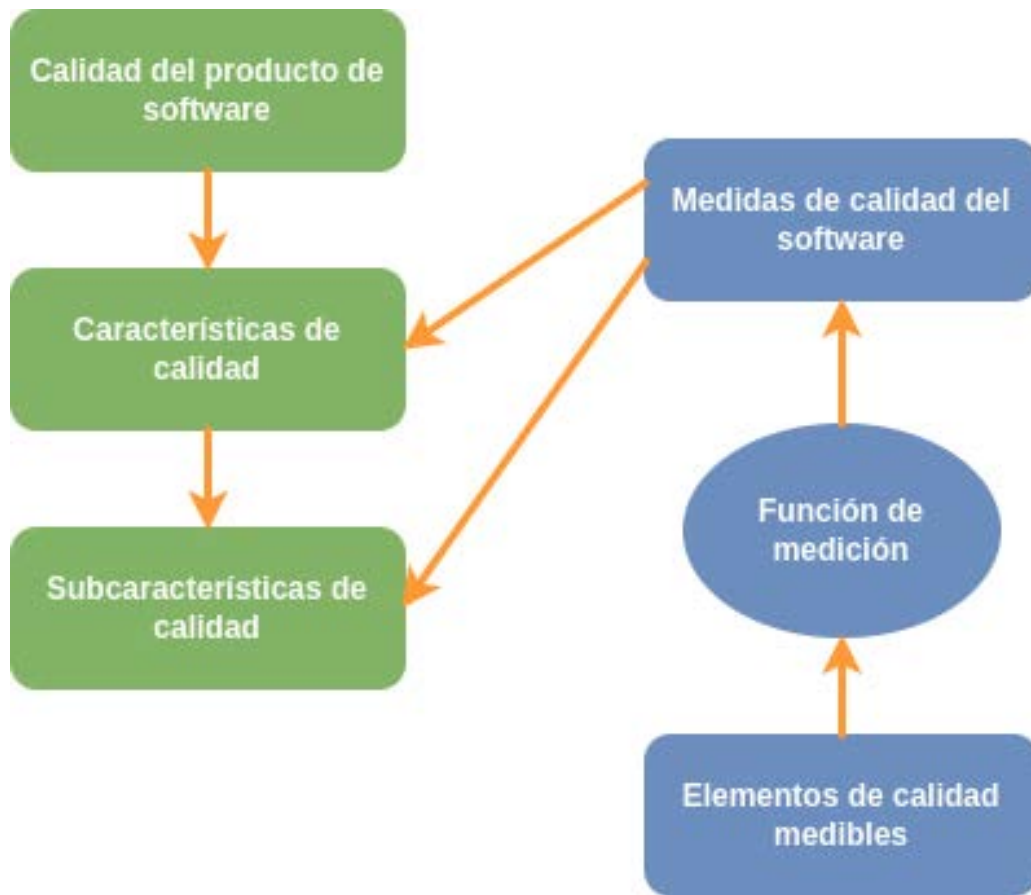 Calidad del producto de
software
Medidas de calidad del
software
Características de
calidad
Función de
medición
Subcaracterísticas de
calidad
Elementos de calidad
medibles